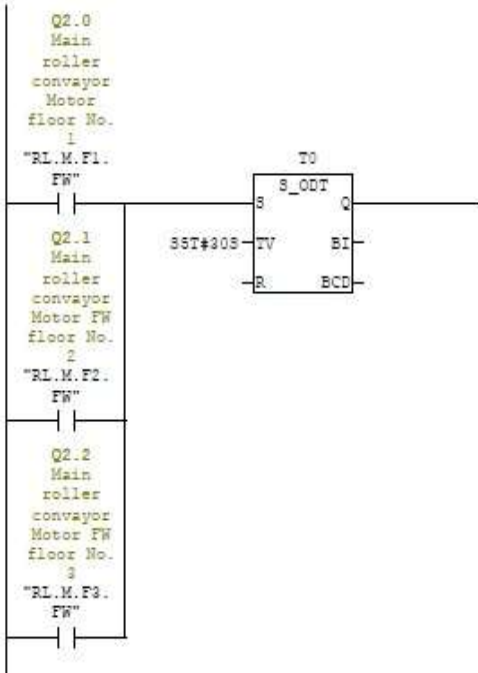 Q2.0
Main
roller
convayor
Motor
floor No.
1
"RL.M.F1.
FW"
T0
S_ODT
S Q
S5T#30S TV BI
R BCD
Q2.1
Main
roller
convayor
Motor FW
floor No.
2
"RL.M.F2.
FW"
Q2.2
Main
roller
convayor
Motor FW
floor No.
3
"RL.M.F3.
FW"